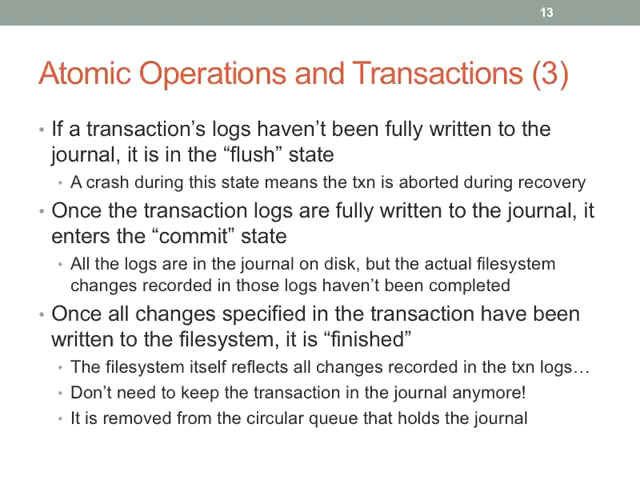 13
Atomic Operations and Transactions (3)
• If a transaction’s logs haven’t been fully written to the
journal, it is in the “flush” state
• A crash during this state means the txn is aborted during recovery
• Once the transaction logs are fully written to the journal, it
enters the “commit” state
• All the logs are in the journal on disk, but the actual filesystem
changes recorded in those logs haven’t been completed
• Once all changes specified in the transaction have been
written to the filesystem, it is “finished”
• The filesystem itself reflects all changes recorded in the txn logs…
• Don’t need to keep the transaction in the journal anymore!
• It is removed from the circular queue that holds the journal